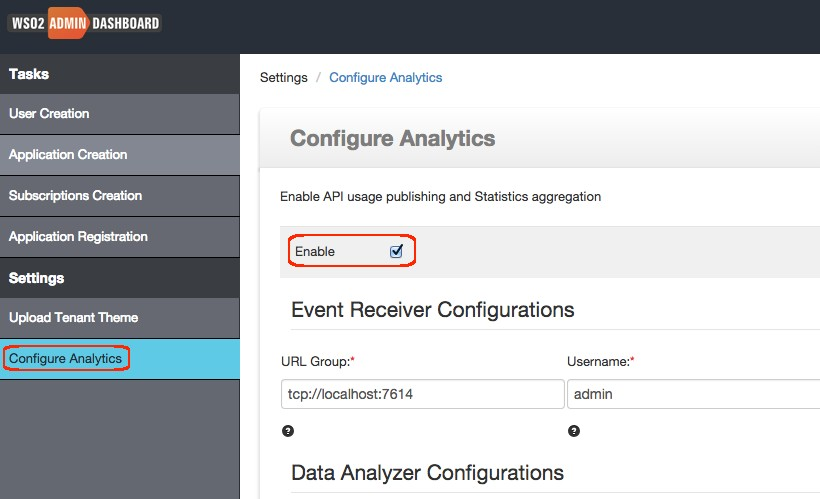 WSO2 ADMIN DASHBOARD
Tasks
User Creation
Application Creation
Subscriptions Creation
Application Registration
Settings
Upload Tenant Theme
Configure Analytics
Settings / Configure Analytics
Configure Analytics
Enable API usage publishing and Statistics aggregation
Enable
Event Receiver Configurations
URL Group:* Username:*
tcp://localhost:7614 admin
? ?
Data Analyzer Configurations